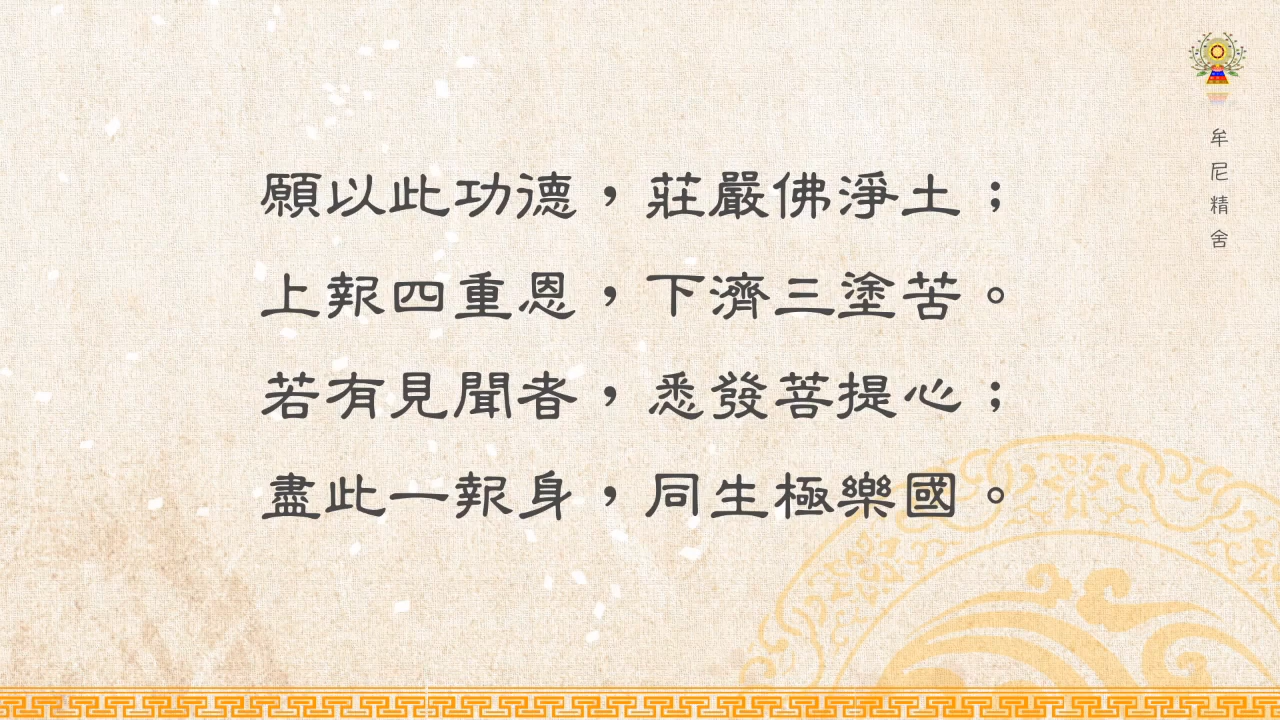 願以此功德，莊嚴佛淨土；
上報四重恩，下濟三塗苦。
若有見聞者，悉發菩提心；
盡此一報身，同生極樂國。
牟尼精舍